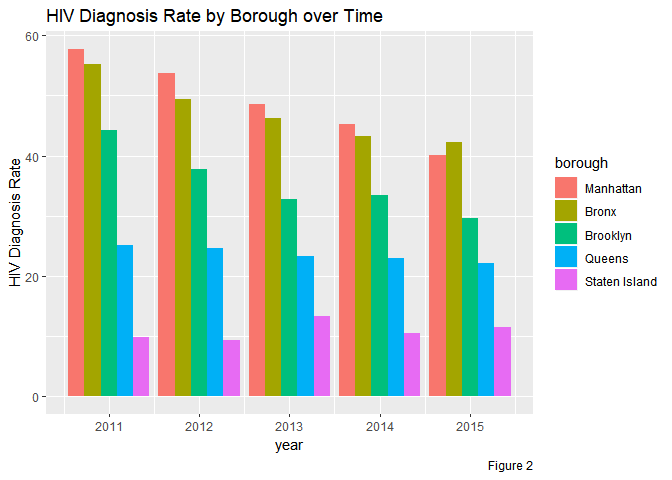 HIV Diagnosis Rate by Borough over Time
60
40
20
0
HIV Diagnosis Rate
2011 2012 2013 2014 2015
year
borough
Manhattan
Bronx
Brooklyn
Queens
Staten Island
Figure 2